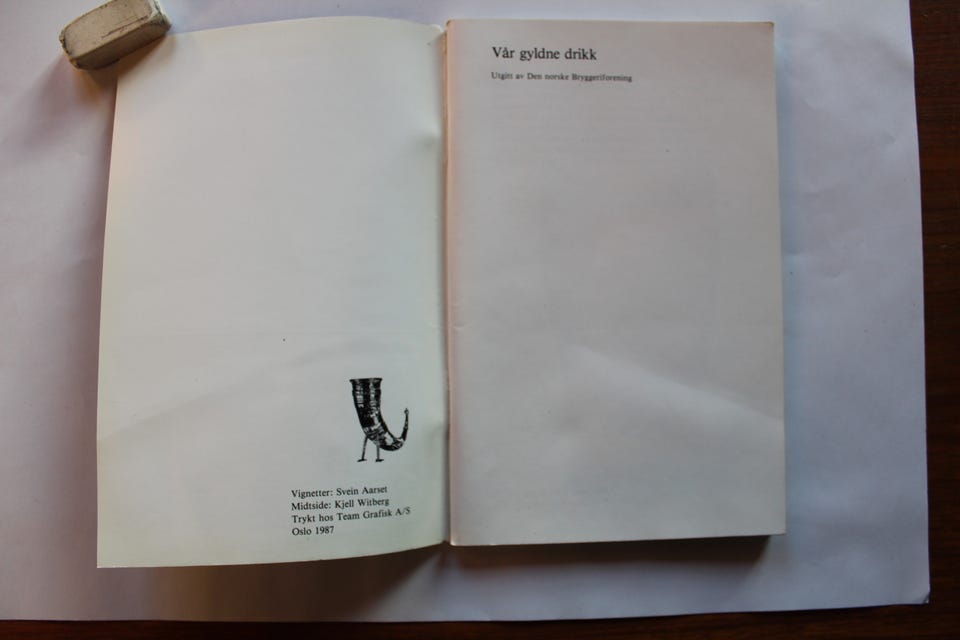 Vignetter: Svein Aarset
Midtside: Kjell Witberg
Trykt hos Team Grafisk A/S
Oslo 1987
Vår gyldne drikk
Utgitt av Den norske Bryggeriforening